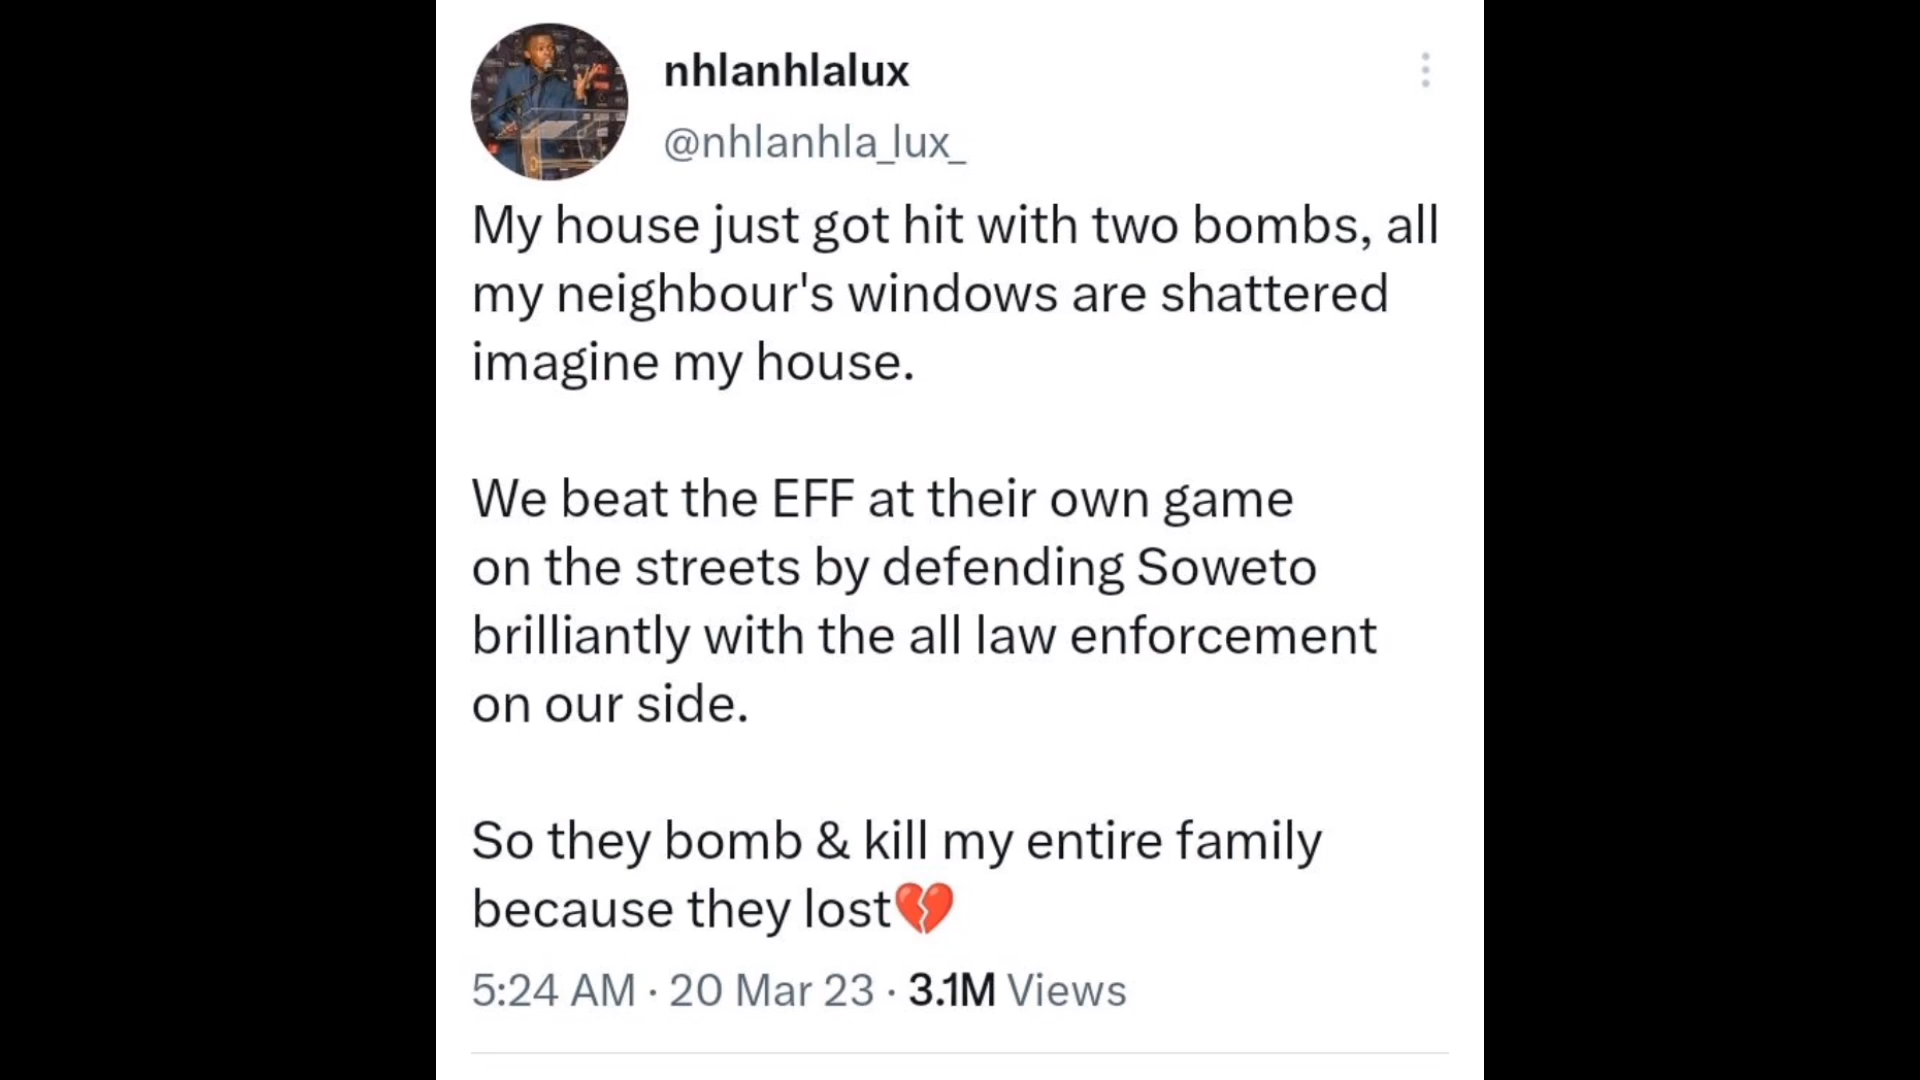 nhlanhlalux
@nhlanhla_lux_
My house just got hit with two bombs, all
my neighbour's windows are shattered
imagine my house.
We beat the EFF at their own game
on the streets by defending Soweto
brilliantly with the all law enforcement
on our side.
So they bomb & kill my entire family
because they lost💔
5:24 AM · 20 Mar 23 · 3.1M Views